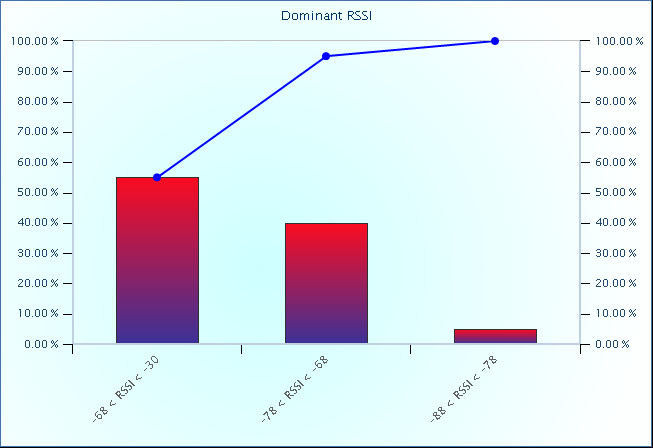 Dominant RSSI
100.00 % 100.00 %
90.00 % 90.00 %
80.00 % 80.00 %
70.00 % 70.00 %
60.00 % 60.00 %
50.00 % 50.00 %
40.00 % 40.00 %
30.00 % 30.00 %
20.00 % 20.00 %
10.00 % 10.00 %
0.00 % 0.00 %
-68 < RSSI < -30
-78 < RSSI < -68
-88 < RSSI < -78